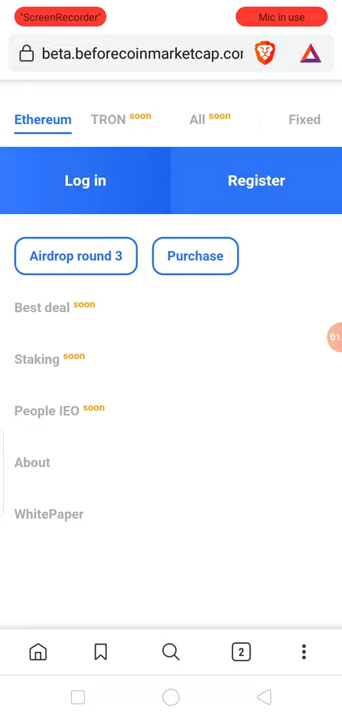 "ScreenRecorder" Mic in use
beta.beforecoinmarketcap.cor
Ethereum TRON soon All soon Fixed
Log in Register
Airdrop round 3 Purchase
Best deal soon
Staking soon
01
People IEO soon
About
WhitePaper
2